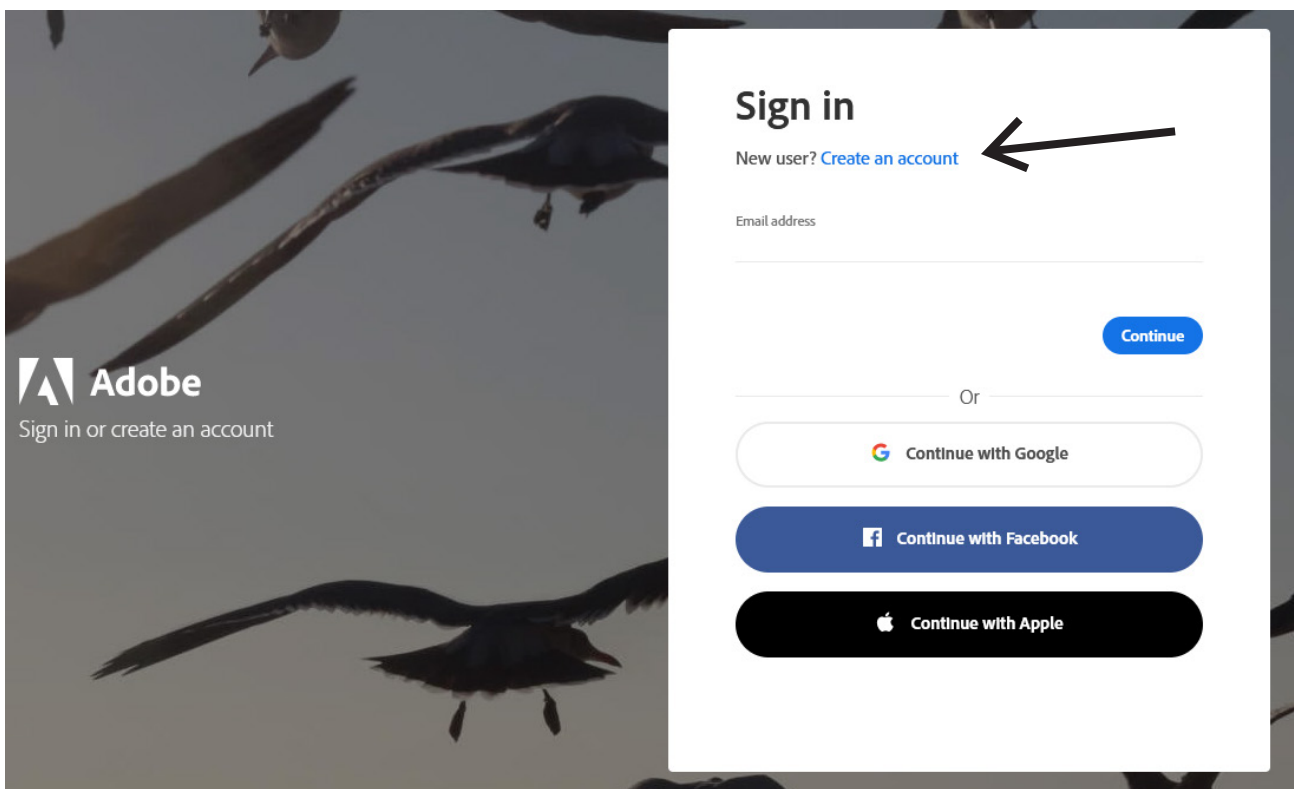 Sign in
New user? Create an account
Email address
Continue
Or
Continue with Google
Continue with Facebook
Continue with Apple
Adobe
Sign in or create an account